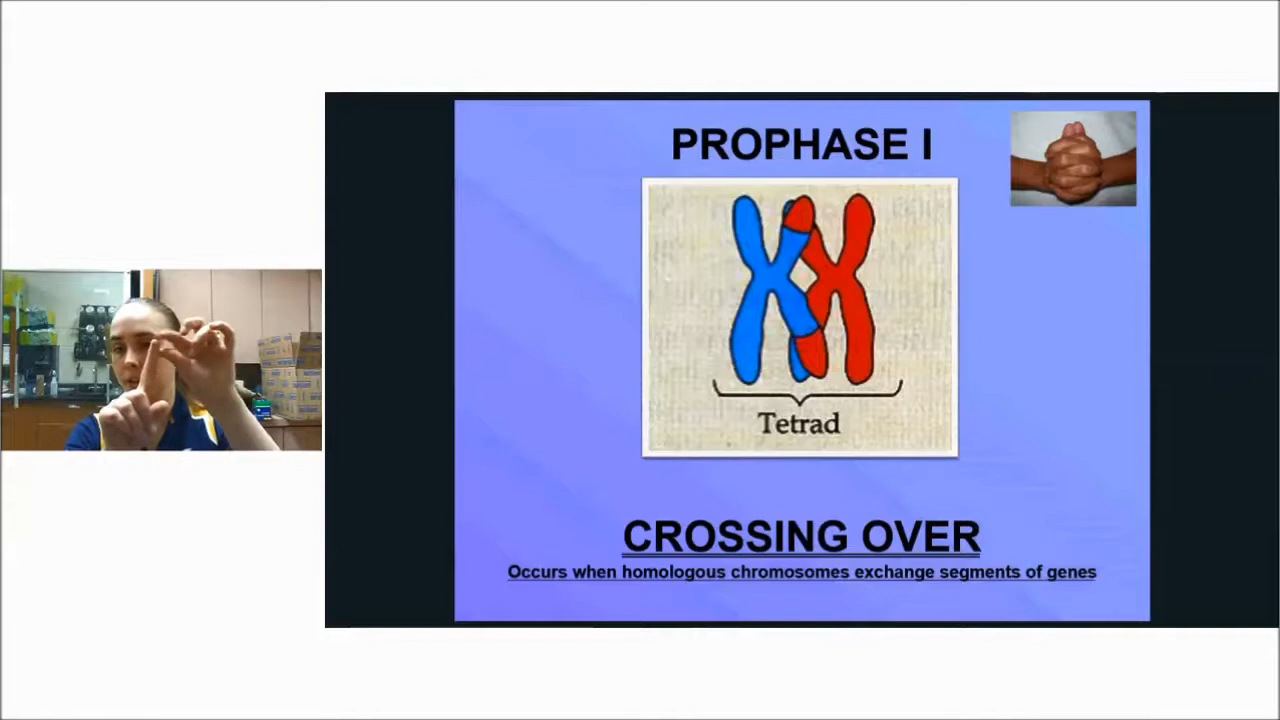 PROPHASE I
Tetrad
CROSSING OVER
Occurs when homologous chromosomes exchange segments of genes